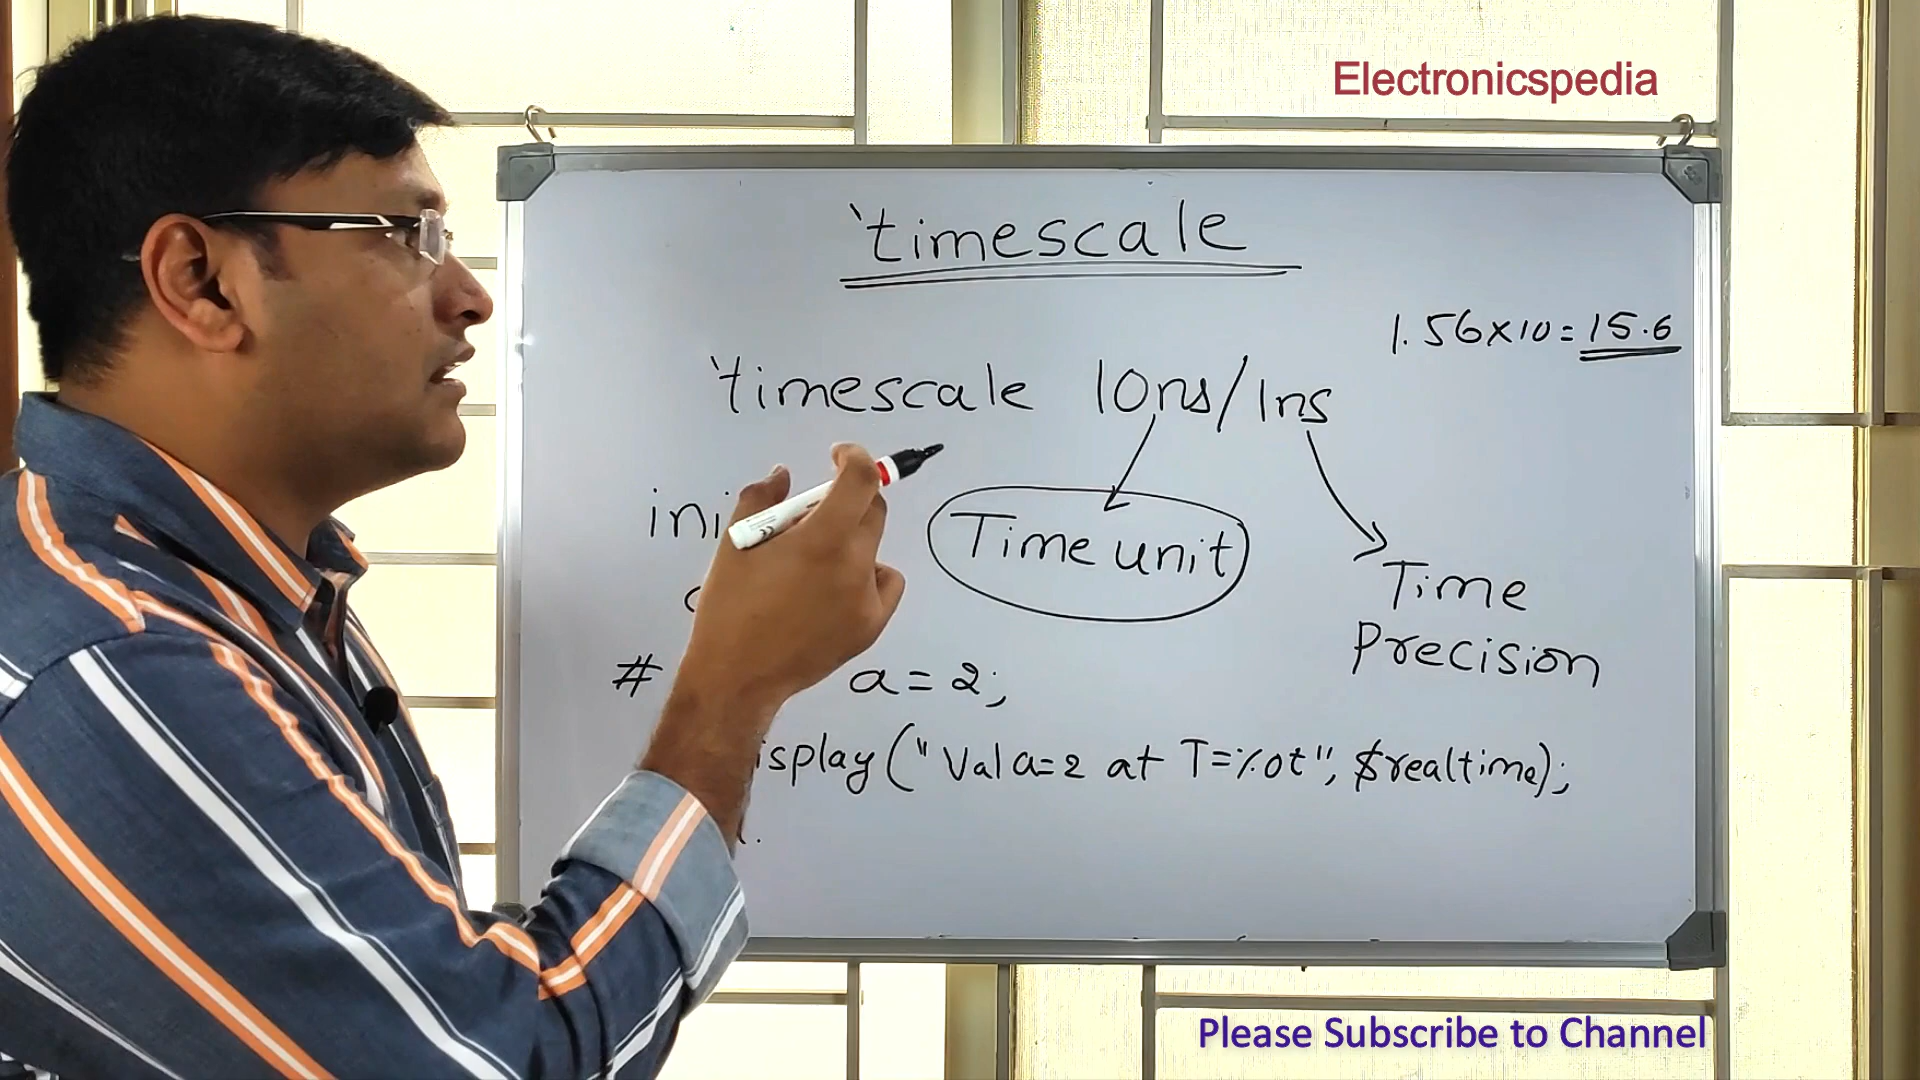 Electronicspedia
`timescale
1.56x10=15.6
`timescale 10ns/1ns
ini
Time unit
Time
Precision
# a=2;
isplay("Val a=2 at T=%0t", $realtime);
Please Subscribe to Channel